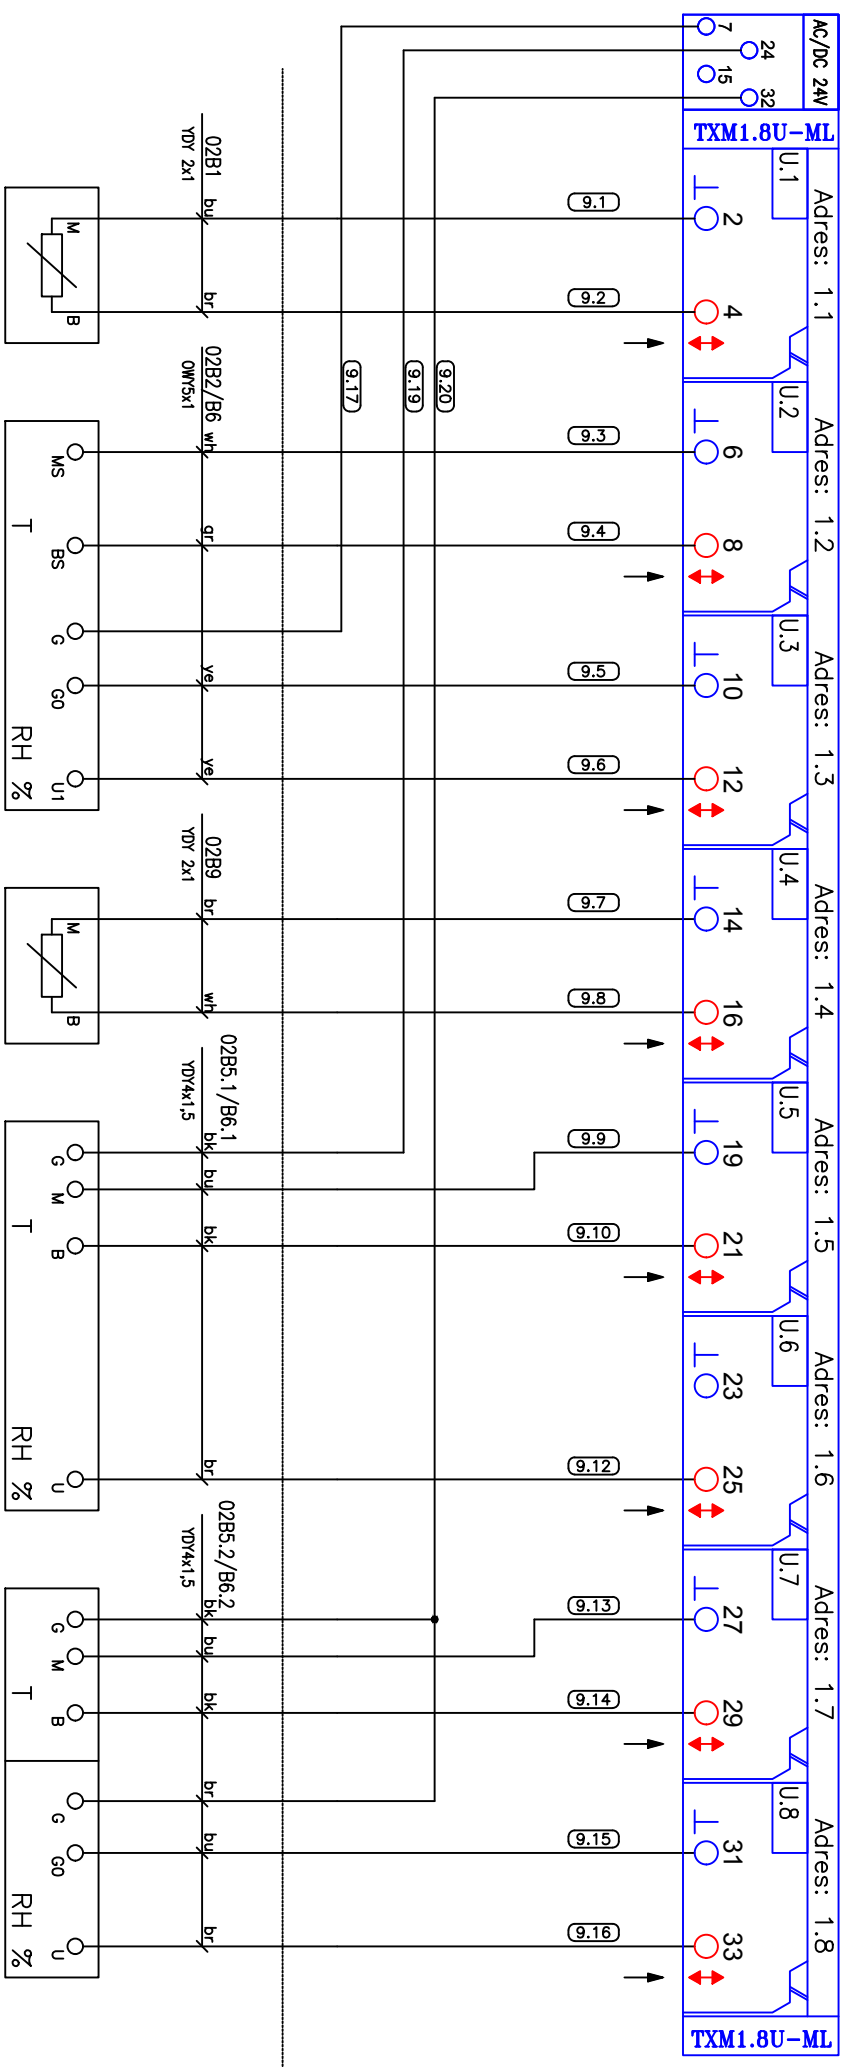 AC/DC 24V
7
24
15
32
TXM1.8U-ML
U.1
Adres: 1.1
2
4
U.2
Adres: 1.2
6
8
U.3
Adres: 1.3
10
12
U.4
Adres: 1.4
14
16
U.5
Adres: 1.5
19
21
U.6
Adres: 1.6
23
25
U.7
Adres: 1.7
27
29
U.8
Adres: 1.8
31
33
TXM1.8U-ML
9.1
9.2
9.3
9.4
9.5
9.6
9.7
9.8
9.9
9.10
9.12
9.13
9.14
9.15
9.16
9.20
9.19
9.17
02B1
YDY 2x1
bu
br
02B2/B6
OWY5x1
wh
gr
ye
ye
02B9
YDY 2x1
br
wh
02B5.1/B6.1
YDY4x1,5
bk
bu
bk
br
02B5.2/B6.2
YDY4x1,5
bk
bu
bk
br
bu
br
M
B
MS
BS
G
G0
U1
T
RH %
M
B
G
M
B
U
T
RH %
G
M
B
T
G
G0
U
RH %